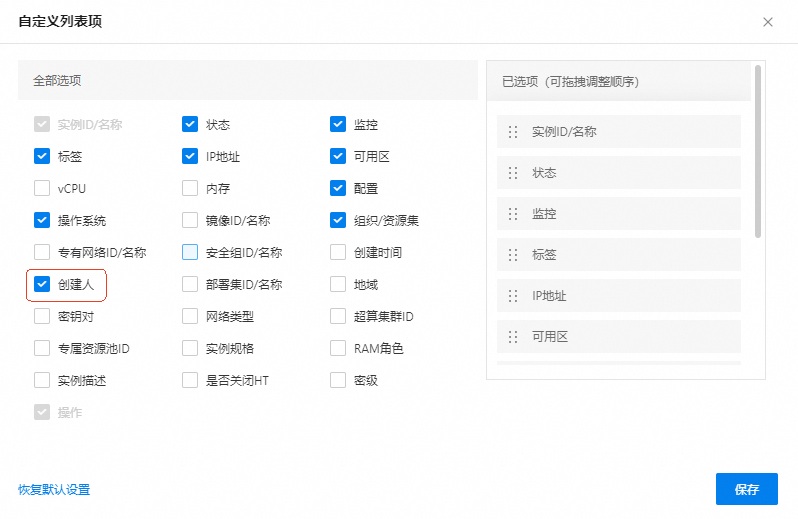 自定义列表项
全部选项
实例ID/名称 状态 监控
标签 IP地址 可用区
vCPU 内存 配置
操作系统 镜像ID/名称 组织/资源集
专有网络ID/名称 安全组ID/名称 创建时间
创建人 部署集ID/名称 地域
密钥对 网络类型 超算集群ID
专属资源池ID 实例规格 RAM角色
实例描述 是否关闭HT 密级
操作
已选项（可拖拽调整顺序）
实例ID/名称
状态
监控
标签
IP地址
可用区
恢复默认设置
保存